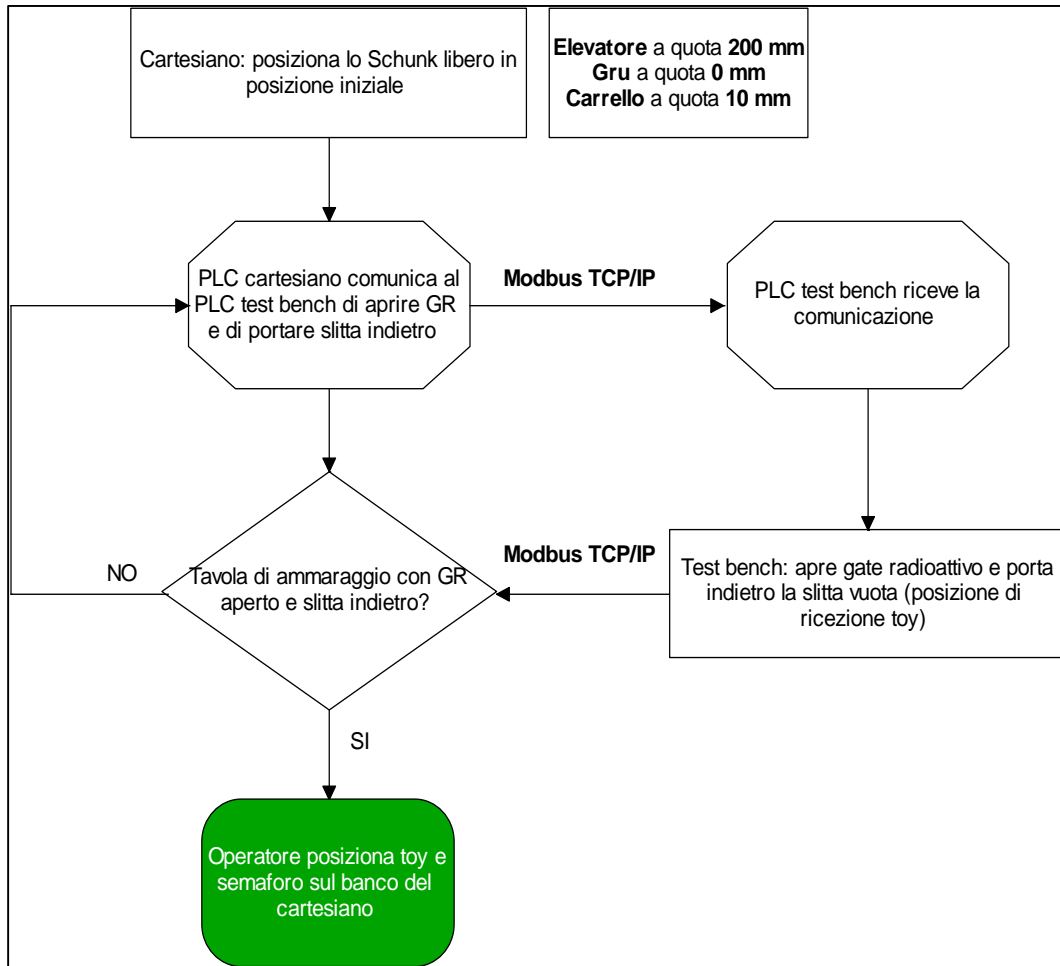 Cartesiano: posiziona lo Schunk libero in
posizione iniziale
Elevatore a quota 200 mm
Gru a quota 0 mm
Carrello a quota 10 mm
PLC cartesiano comunica al
PLC test bench di aprire GR
e di portare slitta indietro
Modbus TCP/IP
PLC test bench riceve la
comunicazione
NO
Tavola di ammaraggio con GR
aperto e slitta indietro?
Modbus TCP/IP
Test bench: apre gate radioattivo e porta
indietro la slitta vuota (posizione di
ricezione toy)
SI
Operatore posiziona toy e
semaforo sul banco del
cartesiano